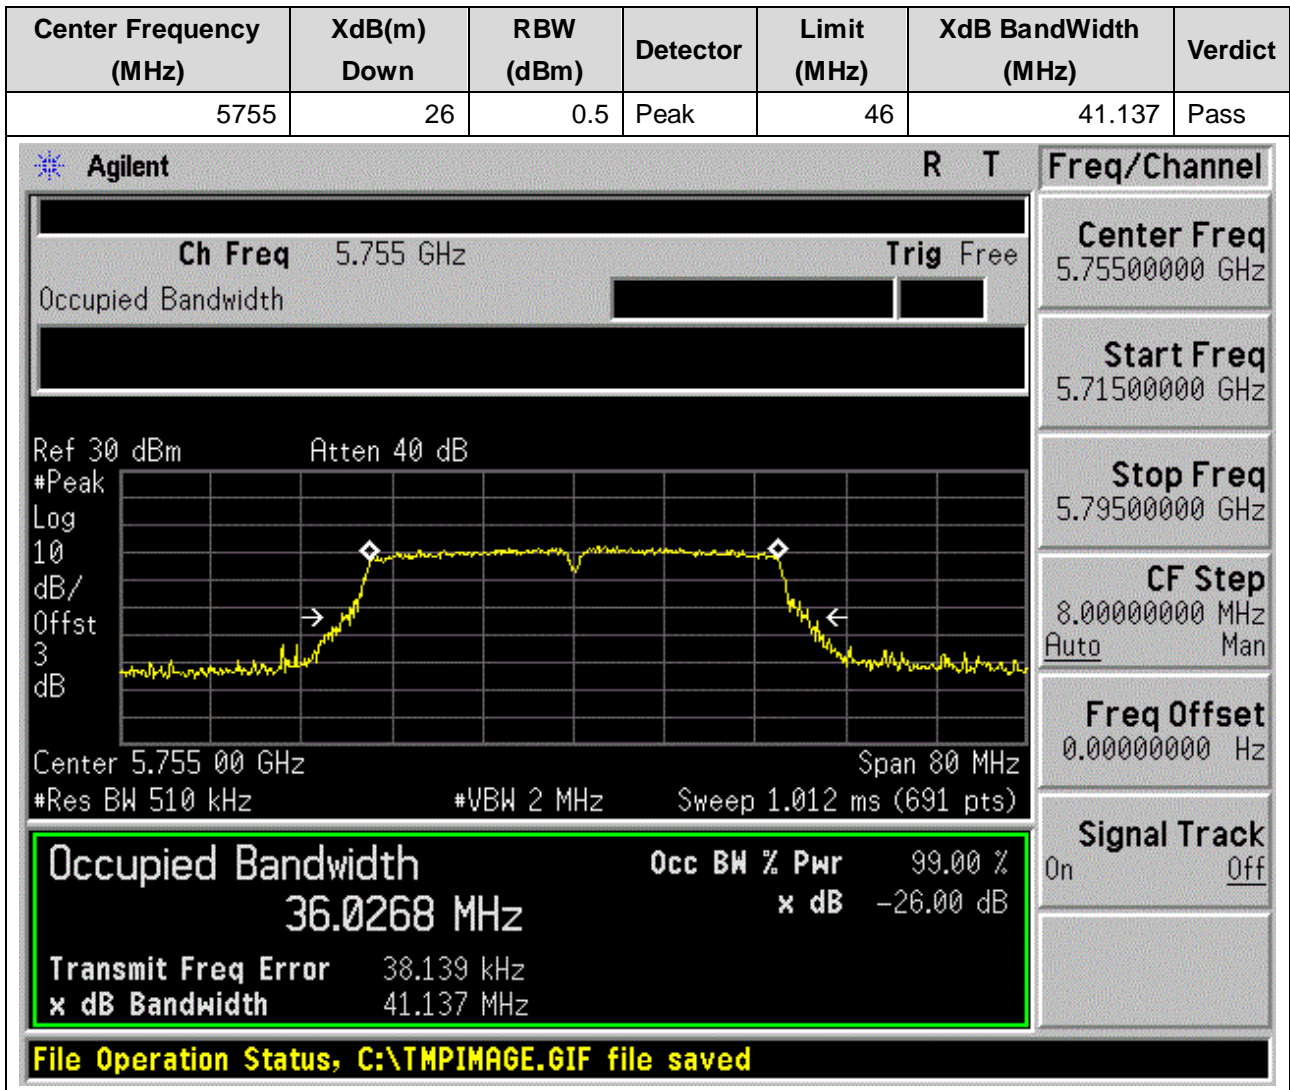 Center Frequency (MHz) XdB(m) Down RBW (dBm) Detector Limit (MHz) XdB BandWidth (MHz) Verdict
5755 26 0.5 Peak 46 41.137 Pass
Agilent R T Freq/Channel
Ch Freq 5.755 GHz Trig Free
Occupied Bandwidth
Center Freq
5.75500000 GHz
Start Freq
5.71500000 GHz
Stop Freq
5.79500000 GHz
CF Step
8.00000000 MHz
Auto Man
Freq Offset
0.00000000 Hz
Signal Track
On Off
Ref 30 dBm Atten 40 dB
#Peak
Log
10
dB/
Offst
3
dB
Center 5.755 00 GHz Span 80 MHz
#Res BW 510 kHz #VBW 2 MHz Sweep 1.012 ms (691 pts)
Occupied Bandwidth Occ BW % Pwr 99.00 %
36.0268 MHz x dB -26.00 dB
Transmit Freq Error 38.139 kHz
x dB Bandwidth 41.137 MHz
File Operation Status, C:\TMPIMAGE.GIF file saved